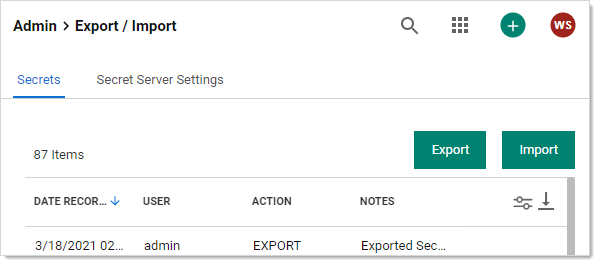 Admin > Export / Import
WS
Secrets Secret Server Settings
87 Items
Export Import
DATE RECOR... USER ACTION NOTES
3/18/2021 02... admin EXPORT Exported Sec...